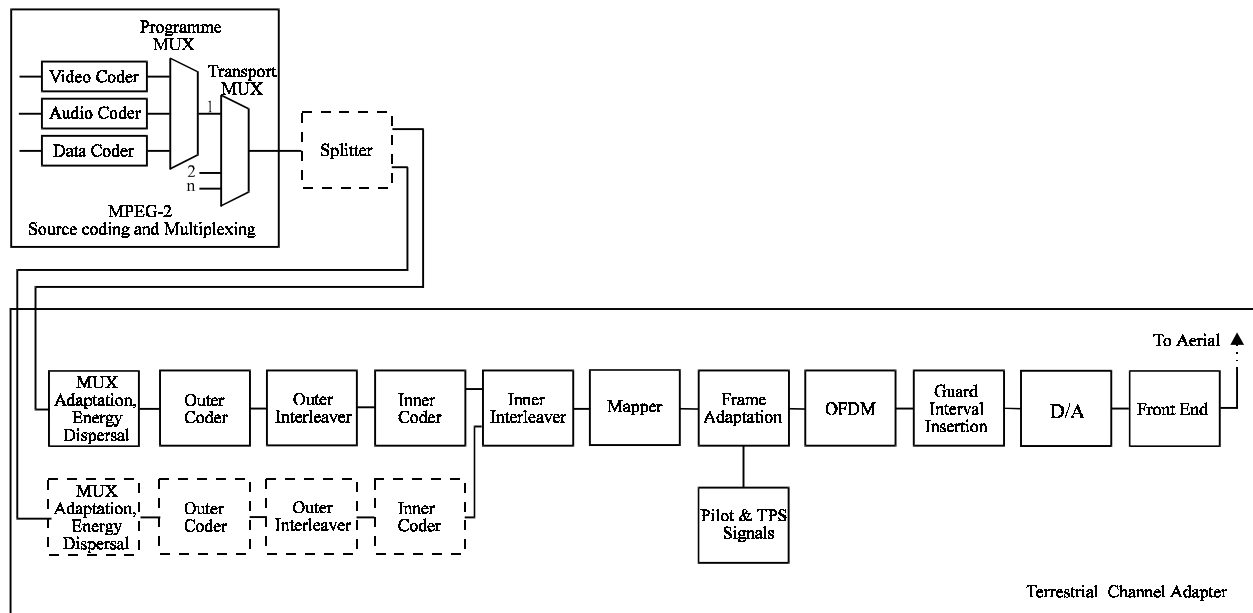 Programme
MUX
Video Coder
Transport
MUX
Audio Coder
1
Data Coder
Splitter
2
n
MPEG-2
Source coding and Multiplexing
To Aerial
MUX
Adaptation,
Energy
Dispersal
Outer
Coder
Outer
Interleaver
Inner
Coder
Inner
Interleaver
Mapper
Frame
Adaptation
OFDM
Guard
Interval
Insertion
D/A
Front End
MUX
Adaptation,
Energy
Dispersal
Outer
Coder
Outer
Interleaver
Inner
Coder
Pilot & TPS
Signals
Terrestrial Channel Adapter